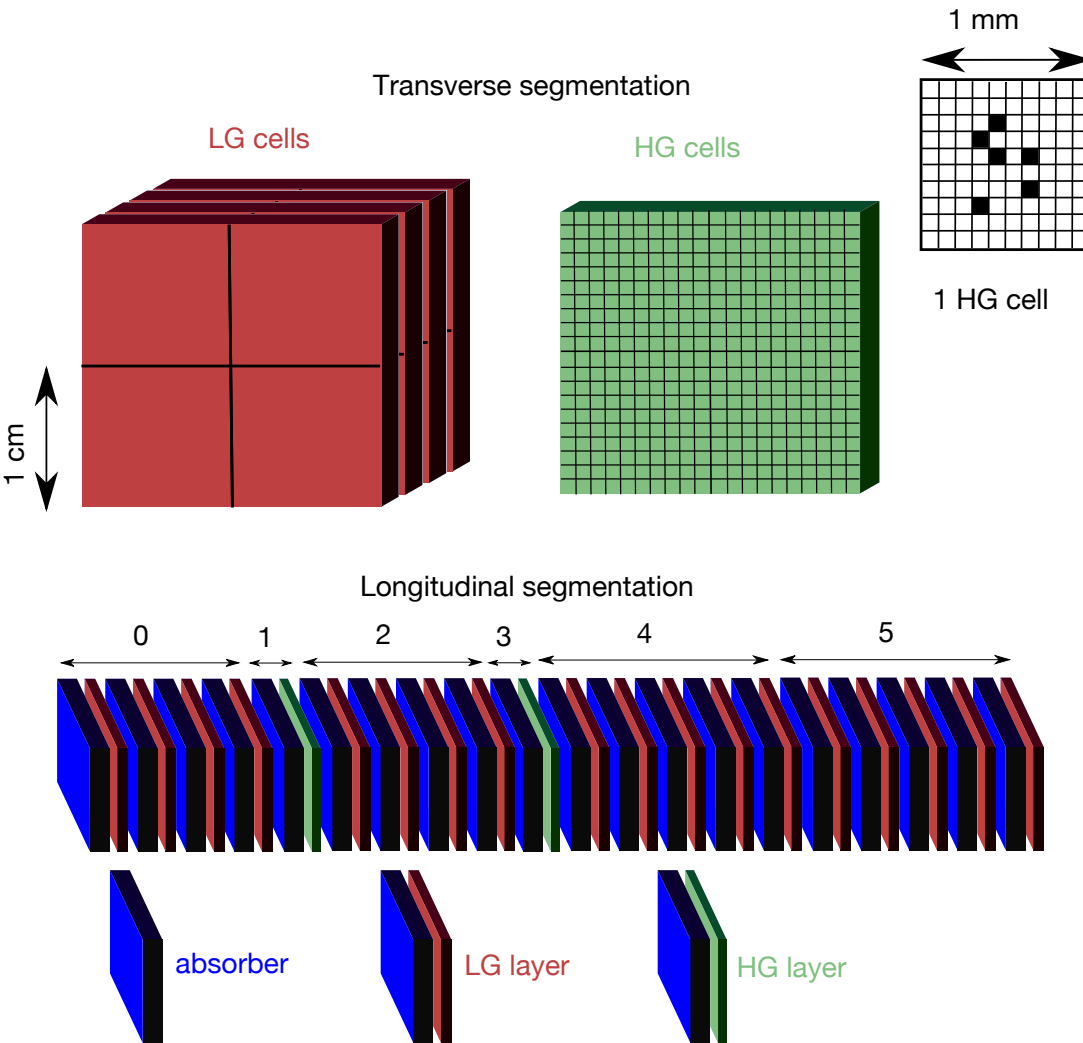 1 mm
Transverse segmentation
LG cells
HG cells
1 HG cell
1 cm
Longitudinal segmentation
0 1 2 3 4 5
absorber
LG layer
HG layer